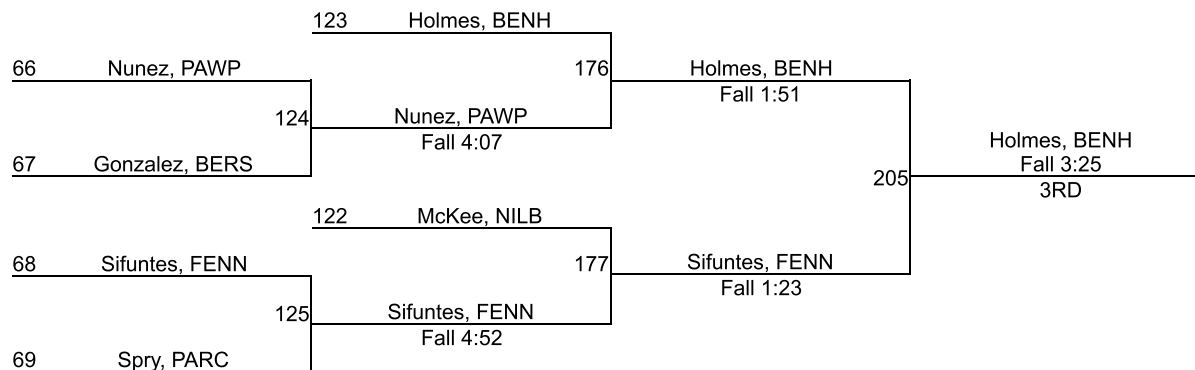 123 Holmes, BENH
66 Nunez, PAWP
176 Holmes, BENH
Fall 1:51
124 Nunez, PAWP
Fall 4:07
Holmes, BENH
67 Gonzalez, BERS
Fall 3:25
205
3RD
122 McKee, NILB
68 Sifuntes, FENN
177 Sifuntes, FENN
Fall 1:23
125 Sifuntes, FENN
Fall 4:52
69 Spry, PARC